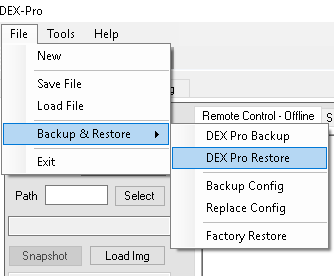 DEX-Pro
File Tools Help
New
Save File
Load File
Backup & Restore
Exit
Remote Control - Offline
DEX Pro Backup
DEX Pro Restore
Backup Config
Replace Config
Factory Restore
Path Select
Snapshot Load Img